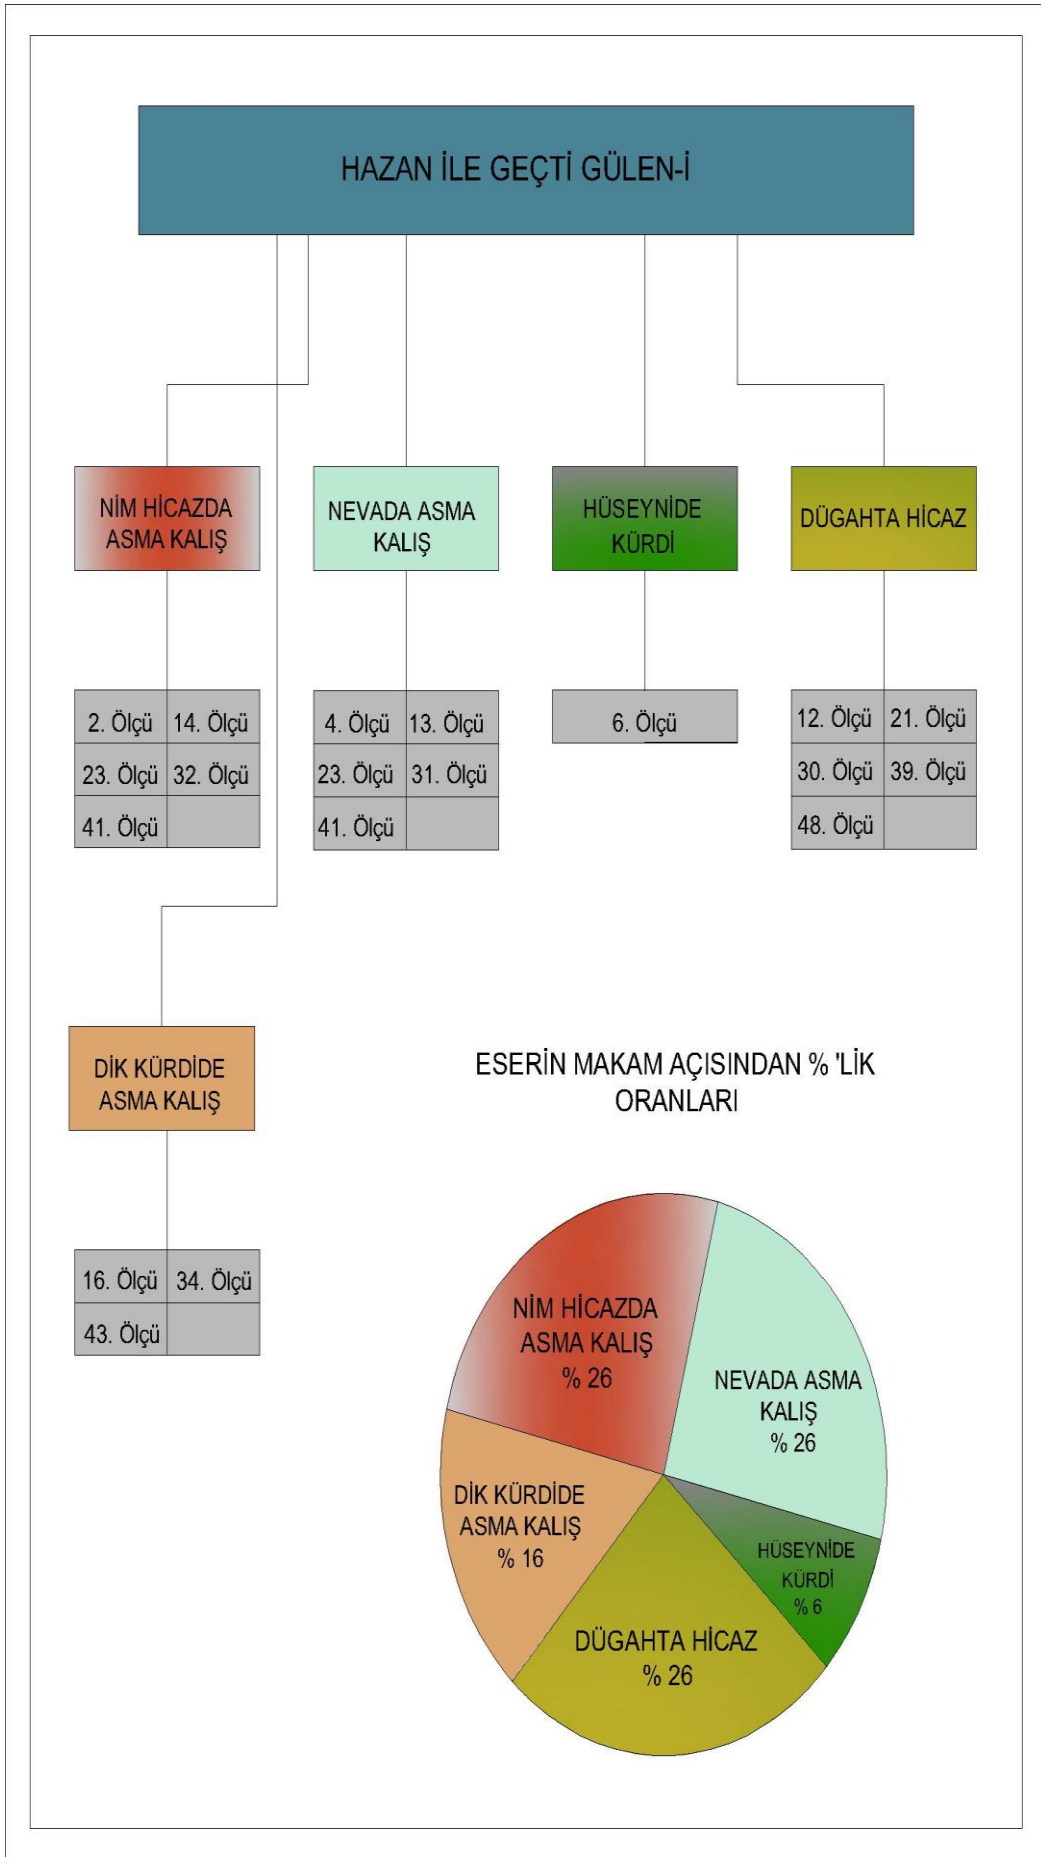 HAZAN İLE GEÇTİ GÜLEN-İ
NİM HİCAZDA
ASMA KALIŞ
NEVADA ASMA
KALIŞ
HÜSEYNİDE
KÜRDİ
DÜGAHTA HİCAZ
2. Ölçü 14. Ölçü
23. Ölçü 32. Ölçü
41. Ölçü
4. Ölçü 13. Ölçü
23. Ölçü 31. Ölçü
41. Ölçü
6. Ölçü
12. Ölçü 21. Ölçü
30. Ölçü 39. Ölçü
48. Ölçü
DİK KÜRDİDE
ASMA KALIŞ
16. Ölçü 34. Ölçü
43. Ölçü
ESERİN MAKAM AÇISINDAN % 'LİK
ORANLARI
NİM HİCAZDA
ASMA KALIŞ
% 26
NEVADA ASMA
KALIŞ
% 26
DİK KÜRDİDE
ASMA KALIŞ
% 16
HÜSEYNİDE
KÜRDİ
% 6
DÜGAHTA HİCAZ
% 26